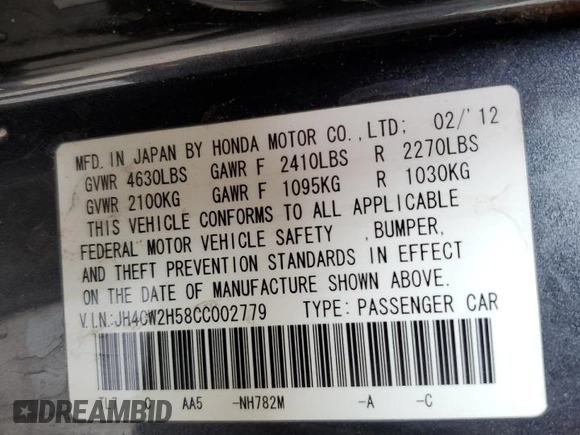 MFD. IN JAPAN BY HONDA MOTOR CO.,LTD; 02/'12
GVWR 4630LBS GAWR F 2410LBS R 2270LBS
GVWR 2100KG GAWR F 1095KG R 1030KG
THIS VEHICLE CONFORMS TO ALL APPLICABLE
FEDERAL MOTOR VEHICLE SAFETY ,BUMPER,
AND THEFT PREVENTION STANDARDS IN EFFECT
ON THE DATE OF MANUFACTURE SHOWN ABOVE.
V.I.N.:JH4CW2H58CC002779 TYPE: PASSENGER CAR
C AA5 -NH782M -A -C
DREAMBID